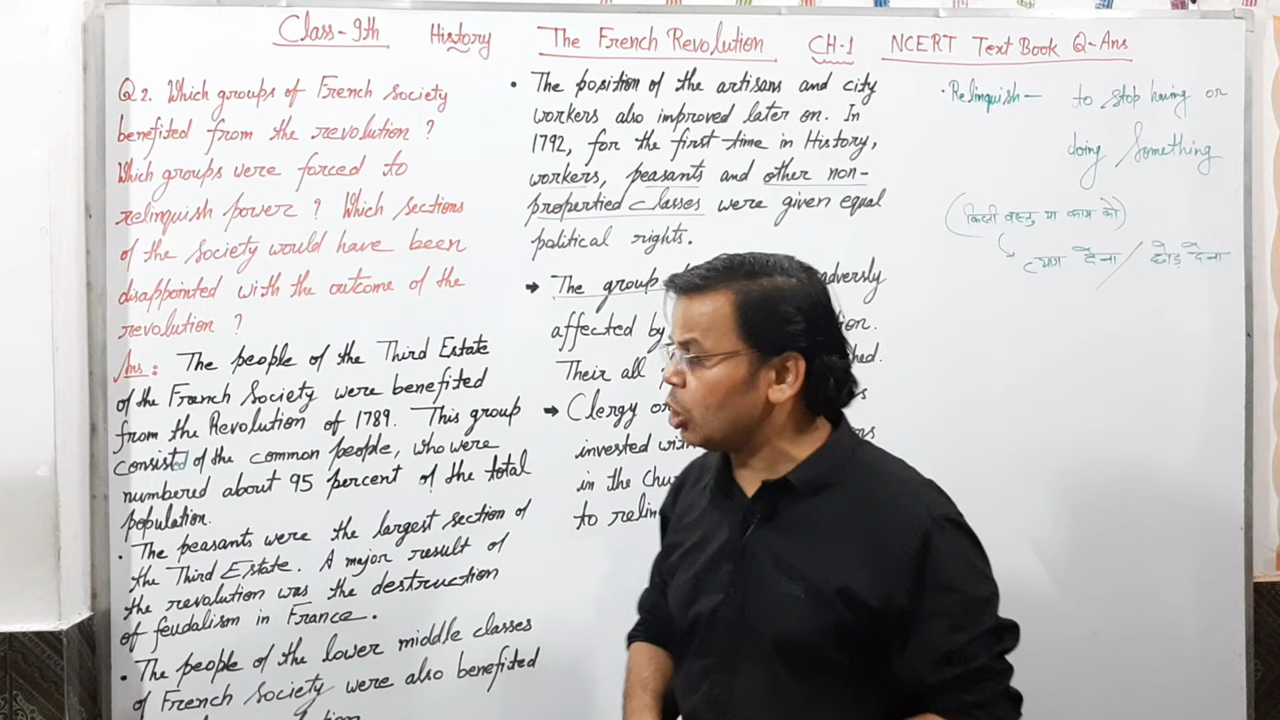 Class-9th History The French Revolution CH-1 NCERT Text Book Q-Ans
Q2. Which groups of French Society
benefited from the revolution ?
Which groups were forced to
relinquish power ? Which sections
of the Society would have been
disappointed with the outcome of the
revolution ?
Ans: The people of the Third Estate
of the French Society were benefited
from the Revolution of 1789. This group
consisted of the common people, who were
numbered about 95 percent of the total
population.
• The peasants were the largest section of
the Third Estate. A major result of
the revolution was the destruction
of feudalism in France.
• The people of the lower middle classes
of French Society were also benefited
• The position of the artisans and city
workers also improved later on. In
1792, for the first time in History,
workers, peasants and other non-
propertied classes were given equal
political rights.
→ The group adversly
affected by
Their all
→ Clergy
invested
in the
to
• Relinquish — to stop having or
doing Something
(किसी वस्तु या काम को)
त्याग देना / छोड़ देना